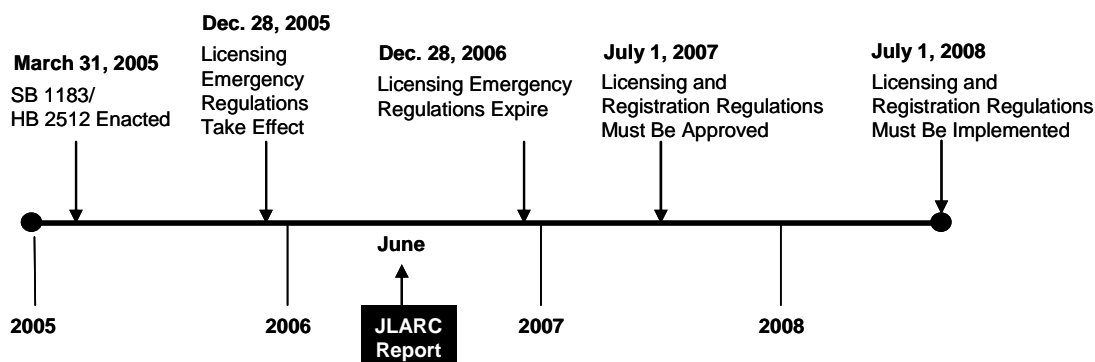 March 31, 2005
SB 1183/
HB 2512 Enacted
Dec. 28, 2005
Licensing
Emergency
Regulations
Take Effect
Dec. 28, 2006
Licensing Emergency
Regulations Expire
July 1, 2007
Licensing and
Registration Regulations
Must Be Approved
July 1, 2008
Licensing and
Registration Regulations
Must Be Implemented
June
2005
2006
JLARC
Report
2007
2008